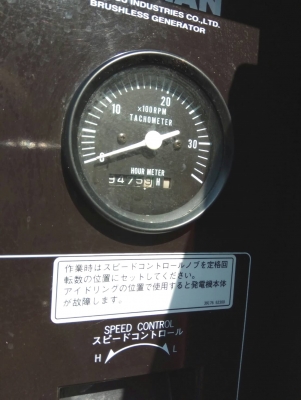 INDUSTRIES CO., LTD.
BRUSHLESS GENERATOR
10
20
30
0
×100RPM
TACHOMETER
HOUR METER
H
作業時はスピードコントロールノブを定格回
転数の位置にセットしてください。
アイドリングの位置で使用すると発電機本体
が故障します。
SPEED CONTROL
スピードコントロール
H
L